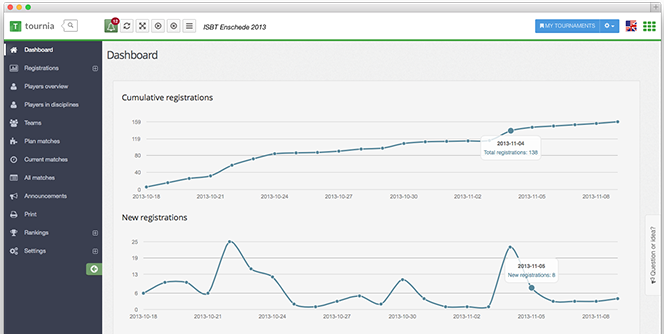 T tournia
13
ISBT Enschede 2013
MY TOURNAMENTS
Dashboard
Registrations
Players overview
Players in disciplines
Teams
Plan matches
Current matches
All matches
Announcements
Print
Rankings
Settings
Dashboard
Cumulative registrations
159
119
80
40
0
2013-11-04
Total registrations: 138
2013-10-18
2013-10-21
2013-10-24
2013-10-27
2013-10-30
2013-11-02
2013-11-05
2013-11-08
New registrations
25
19
13
6
0
2013-11-05
New registrations: 8
2013-10-18
2013-10-21
2013-10-24
2013-10-27
2013-10-30
2013-11-02
2013-11-05
2013-11-08
Question or idea?